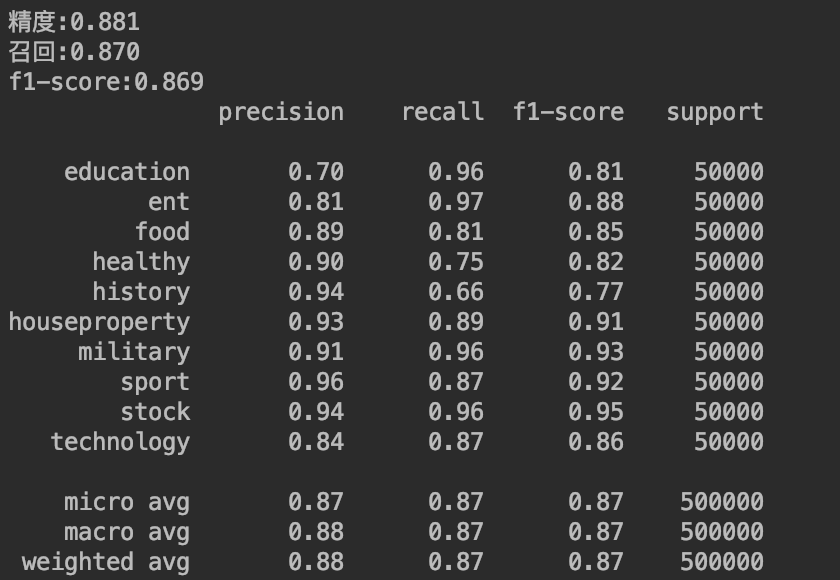 精度:0.881
召回:0.870
f1-score:0.869
precision recall f1-score support
education 0.70 0.96 0.81 50000
ent 0.81 0.97 0.88 50000
food 0.89 0.81 0.85 50000
healthy 0.90 0.75 0.82 50000
history 0.94 0.66 0.77 50000
houseproperty 0.93 0.89 0.91 50000
military 0.91 0.96 0.93 50000
sport 0.96 0.87 0.92 50000
stock 0.94 0.96 0.95 50000
technology 0.84 0.87 0.86 50000
micro avg 0.87 0.87 0.87 500000
macro avg 0.88 0.87 0.87 500000
weighted avg 0.88 0.87 0.87 500000